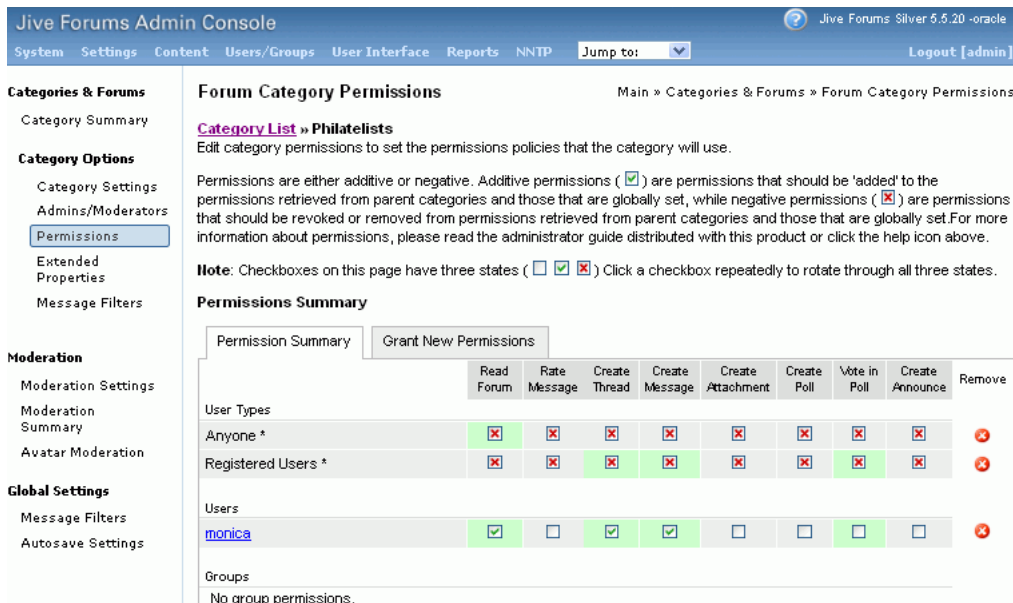 Jive Forums Admin Console
Jive Forums Silver 5.5.20 -oracle
System Settings Content Users/Groups User Interface Reports NNTP Jump to: Logout [admin]
Categories & Forums
Category Summary
Category Options
Category Settings
Admins/Moderators
Permissions
Extended
Properties
Message Filters
Moderation
Moderation Settings
Moderation
Summary
Avatar Moderation
Global Settings
Message Filters
Autosave Settings
Forum Category Permissions
Main » Categories & Forums » Forum Category Permissions
Category List » Philatelists
Edit category permissions to set the permissions policies that the category will use.
Permissions are either additive or negative. Additive permissions ( ) are permissions that should be 'added' to the
permissions retrieved from parent categories and those that are globally set, while negative permissions ( ) are permissions
that should be revoked or removed from permissions retrieved from parent categories and those that are globally set.For more
information about permissions, please read the administrator guide distributed with this product or click the help icon above.
Note: Checkboxes on this page have three states ( ) Click a checkbox repeatedly to rotate through all three states.
Permissions Summary
Permission Summary Grant New Permissions
Read Rate Create Create Create Create Vote in Create Remove
Forum Message Thread Message Attachment Poll Poll Announce
User Types
Anyone *
Registered Users *
Users
monica
Groups
No group permissions.